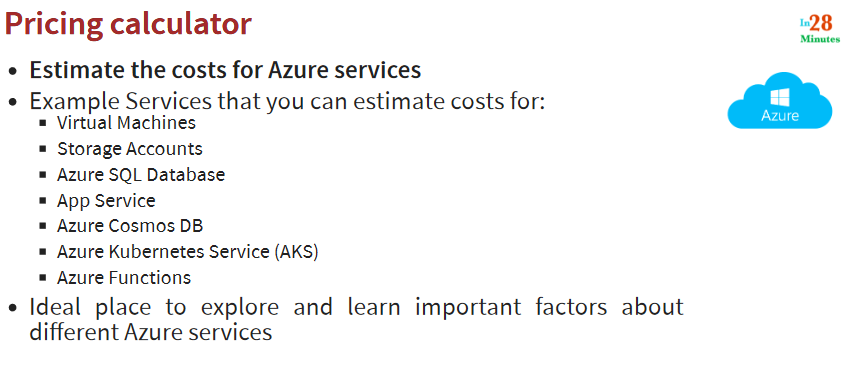 Pricing calculator
In28
Minutes
• Estimate the costs for Azure services
Azure
• Example Services that you can estimate costs for:
▪ Virtual Machines
▪ Storage Accounts
▪ Azure SQL Database
▪ App Service
▪ Azure Cosmos DB
▪ Azure Kubernetes Service (AKS)
▪ Azure Functions
• Ideal place to explore and learn important factors about
different Azure services